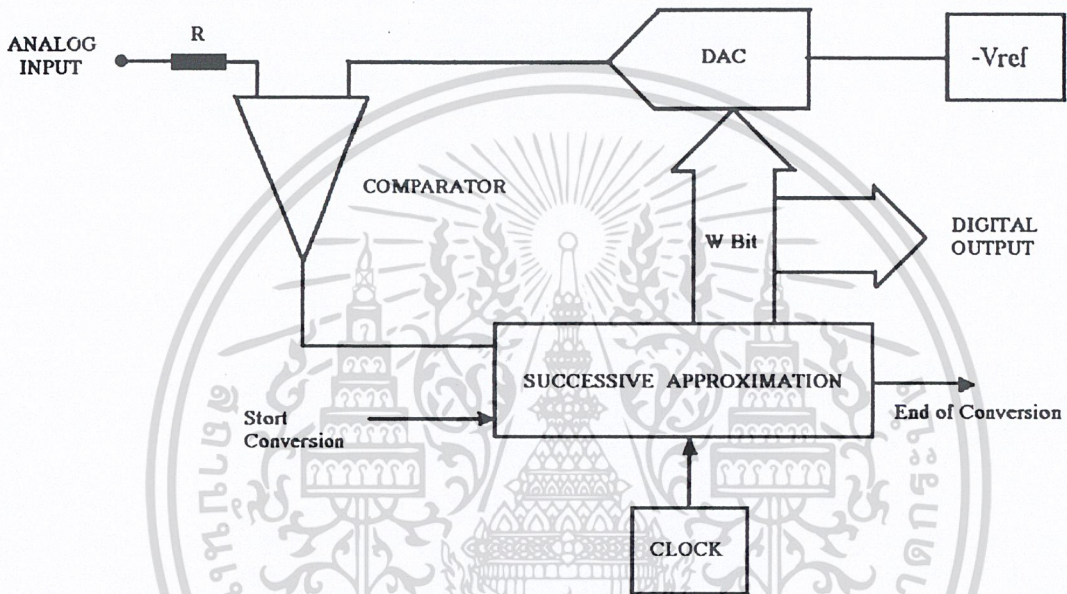 ANALOG
INPUT
R
DAC
-Vref
COMPARATOR
W Bit
DIGITAL
OUTPUT
SUCCESSIVE APPROXIMATION
Stort
Conversion
End of Conversion
CLOCK